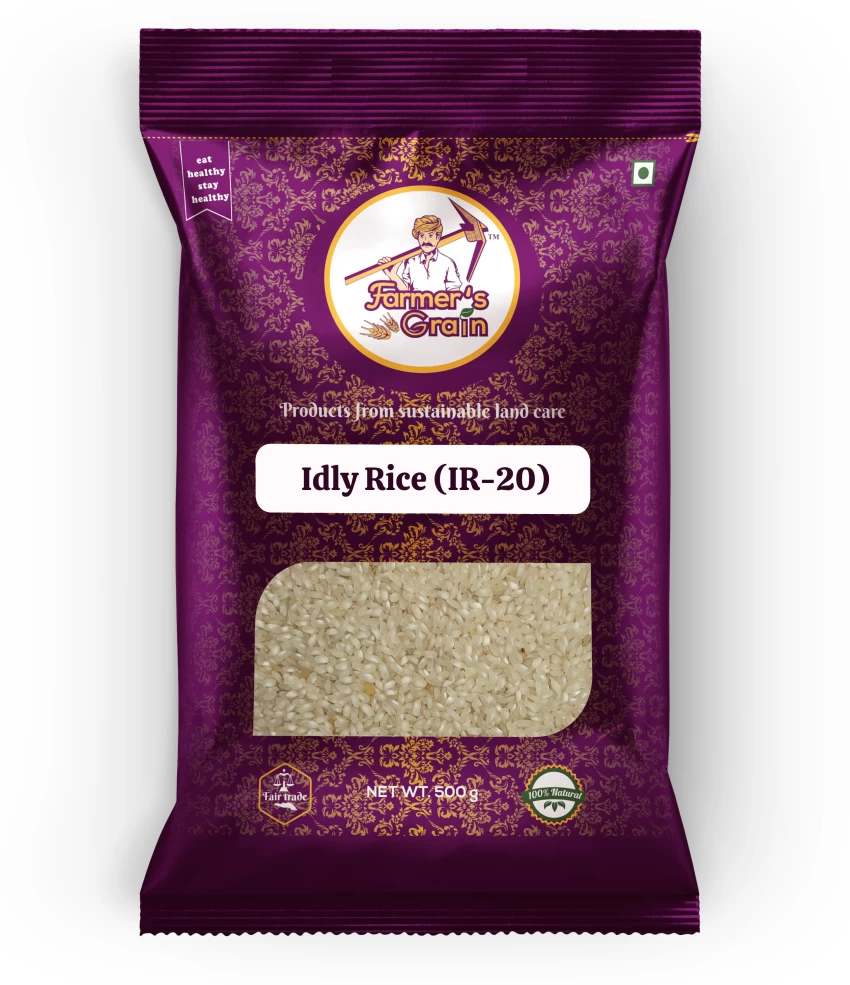 eat
healthy
stay
healthy
TM
Farmer's
Grain
Products from sustainable land care
Idly Rice (IR-20)
Fair trade
NET WT. 500 g
100% Natural